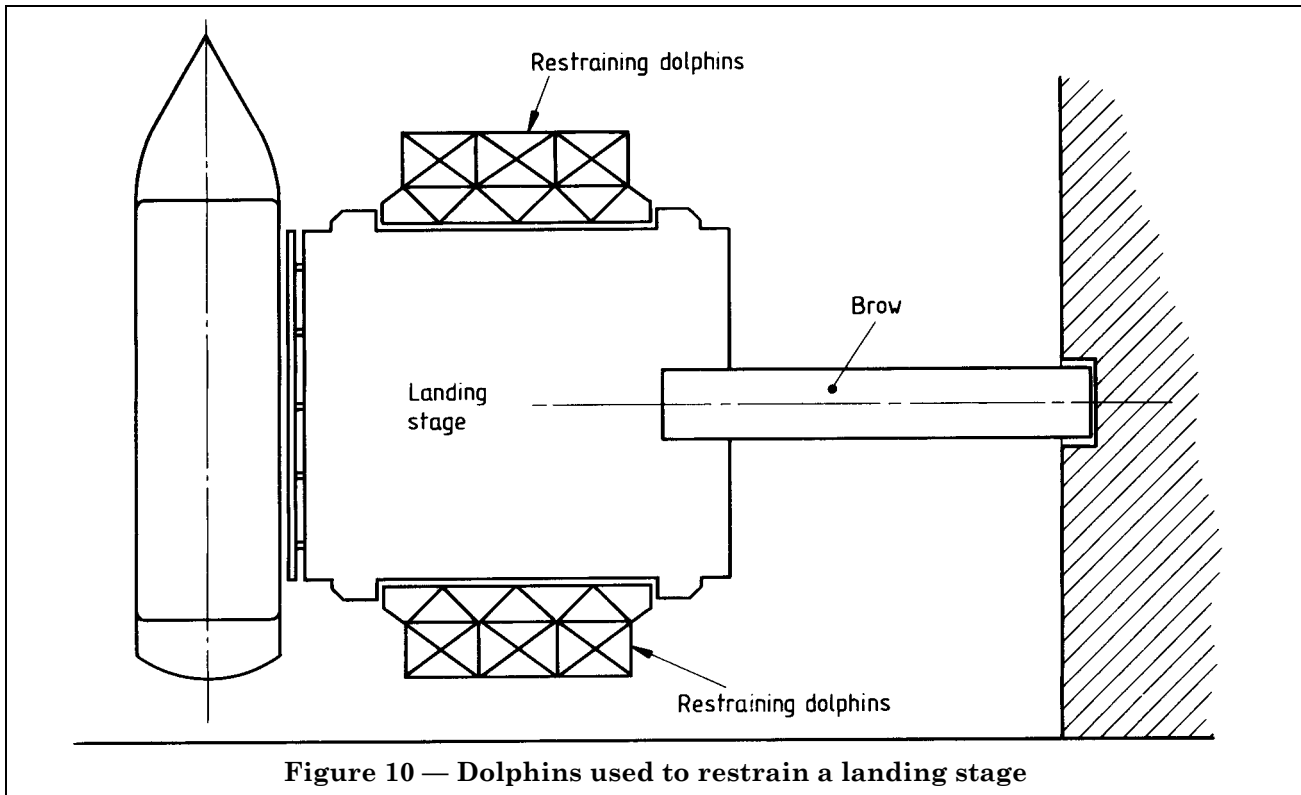 Restraining dolphins
Brow
Landing
stage
Restraining dolphins
Figure 10 — Dolphins used to restrain a landing stage